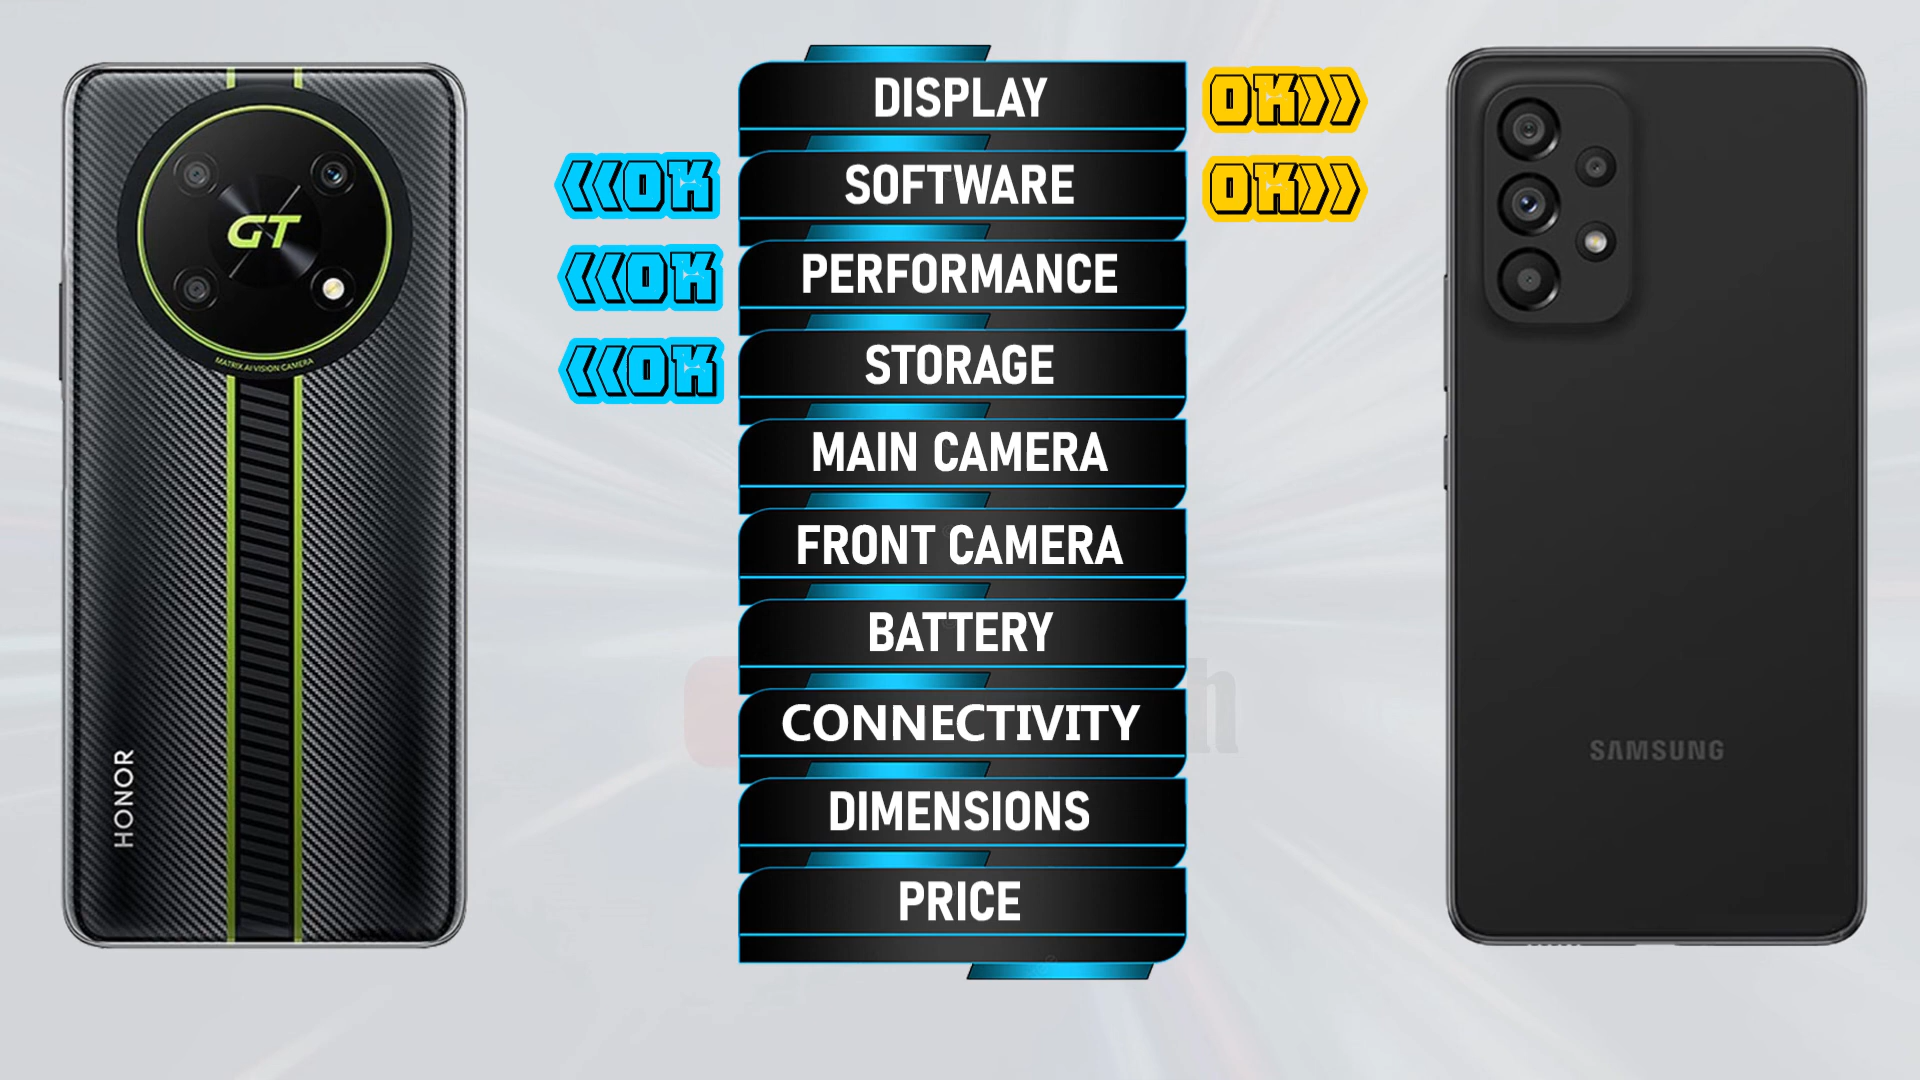 DISPLAY
OK
SOFTWARE
OK
OK
PERFORMANCE
OK
STORAGE
OK
MAIN CAMERA
FRONT CAMERA
BATTERY
CONNECTIVITY
DIMENSIONS
PRICE
GT
MATRIX AI VISION CAMERA
HONOR
SAMSUNG